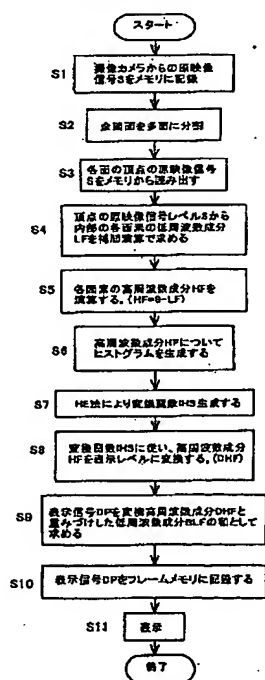 スタート
S1
撮像カメラからの原映像
信号Sをメモリに記録
S2
全画面を多面に分割
S3
各面の頂点の原映像信号
Sをメモリから読み出す
S4
頂点の原映像信号レベルSから
内部の各画素の低周波数成分
LFを補間演算で求める
S5
各画素の高周波数成分HFを
演算する。(HF=S-LF)
S6
高周波数成分HFについて
ヒストグラムを生成する
S7
HE法により変換関数IHS生成する
S8
変換関数IHSに従い、高周波数成分
HFを表示レベルに変換する。(DHF)
S9
表示信号DPを変換高周波数成分DHFと
重みづけした低周波数成分BLFの和として
求める
S10
表示信号DPをフレームメモリに記録する
S11
表示
終了